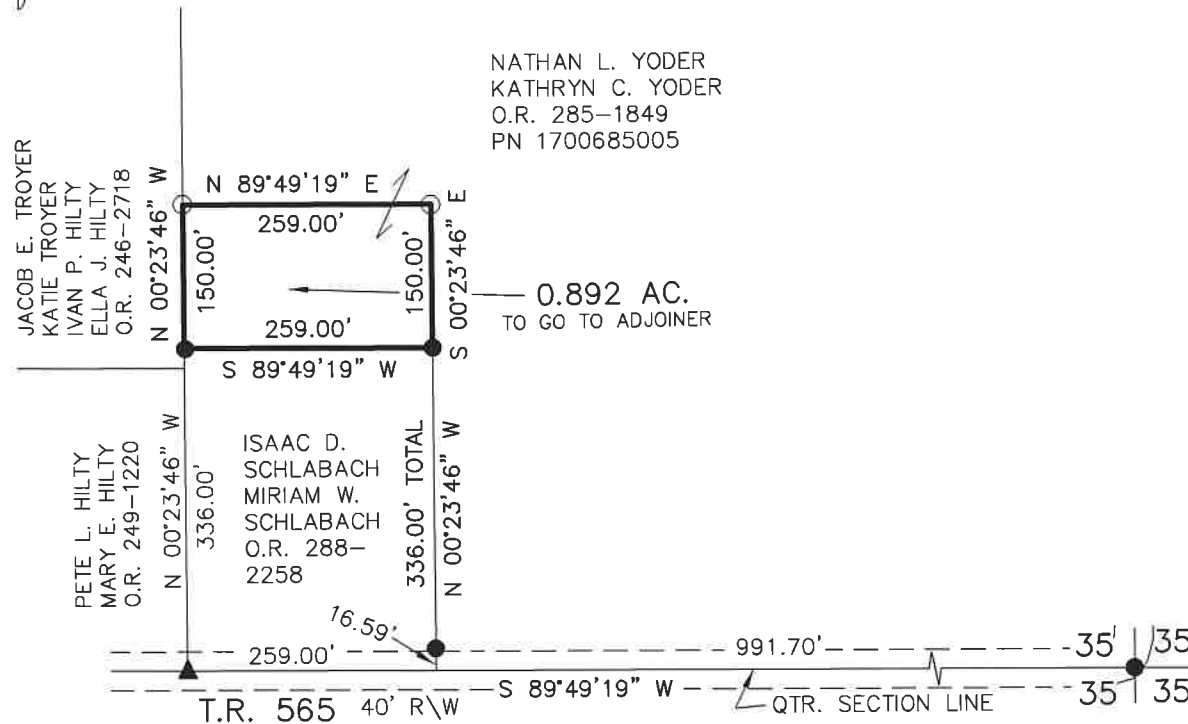 NATHAN L. YODER
KATHRYN C. YODER
O.R. 285-1849
PN 1700685005
JACOB E. TROYER
KATIE TROYER
IVAN P. HILTY
ELLA J. HILTY
O.R. 246-2718
N 00°23'46" W
150.00'
N 89°49'19" E
259.00'
150.00'
S 00°23'46" E
0.892 AC.
TO GO TO ADJOINER
259.00'
S 89°49'19" W
PETE L. HILTY
MARY E. HILTY
O.R. 249-1220
N 00°23'46" W
336.00'
ISAAC D.
SCHLABACH
MIRIAM W.
SCHLABACH
O.R. 288-
2258
336.00' TOTAL
N 00°23'46" W
16.59'
259.00'
991.70'
35
35
S 89°49'19" W
QTR. SECTION LINE
35
35
T.R. 565
40' R\W